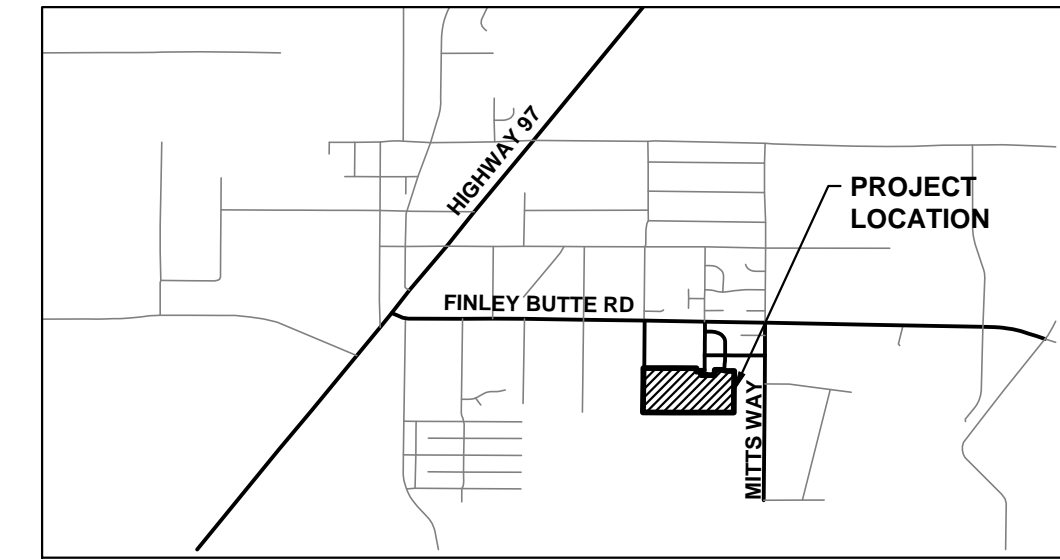 HIGHWAY 97
PROJECT
LOCATION
FINLEY BUTTE RD
MITTS WAY